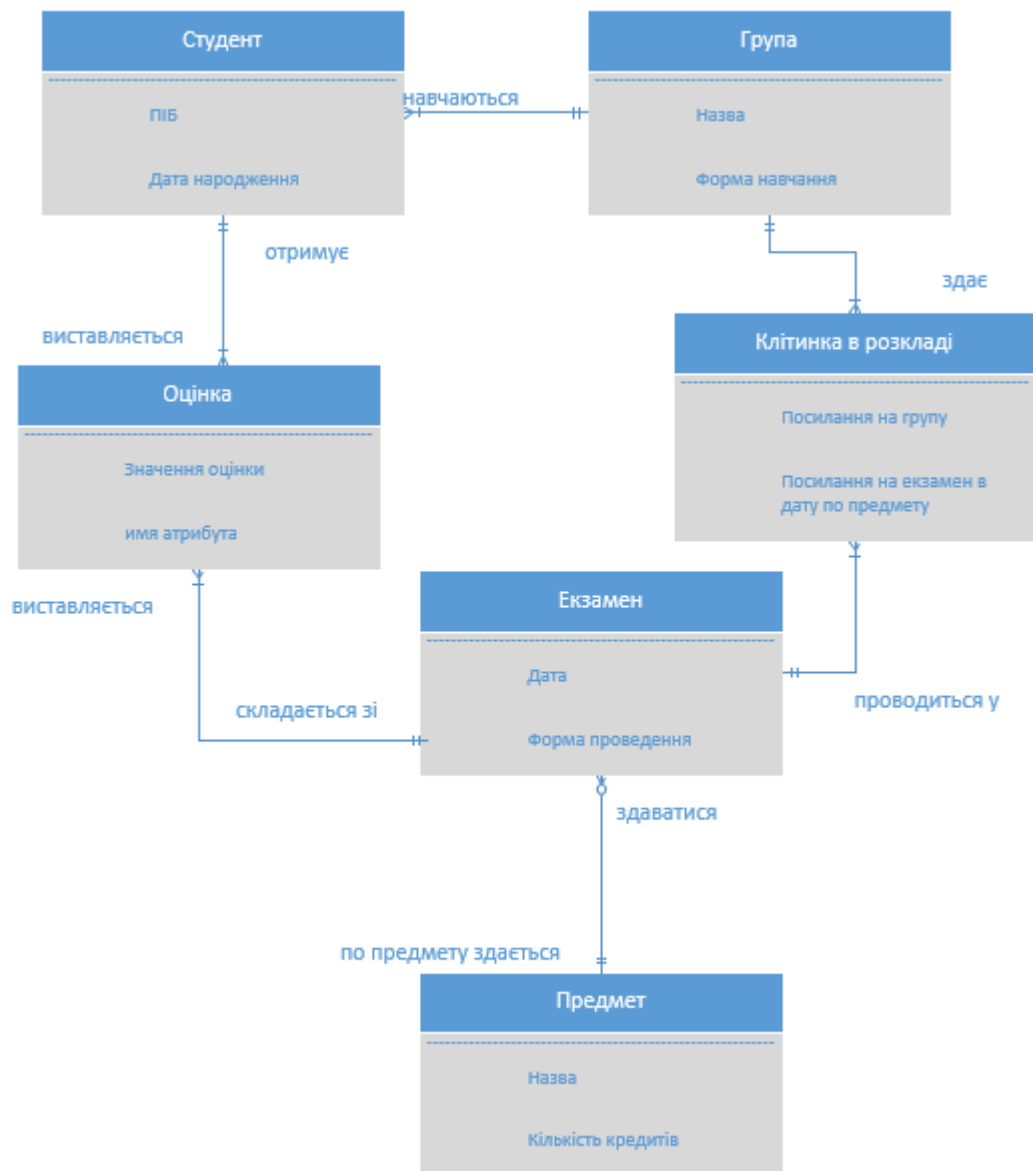 Студент
Група
навчаються
ПІБ
Назва
Дата народження
Форма навчання
отримує
здає
виставляється
Клітинка в розкладі
Оцінка
Посилання на групу
Значення оцінки
Посилання на екзамен в
дату по предмету
имя атрибута
виставляється
Екзамен
Дата
проводиться у
складається зі
Форма проведення
здаватися
по предмету здається
Предмет
Назва
Кількість кредитів